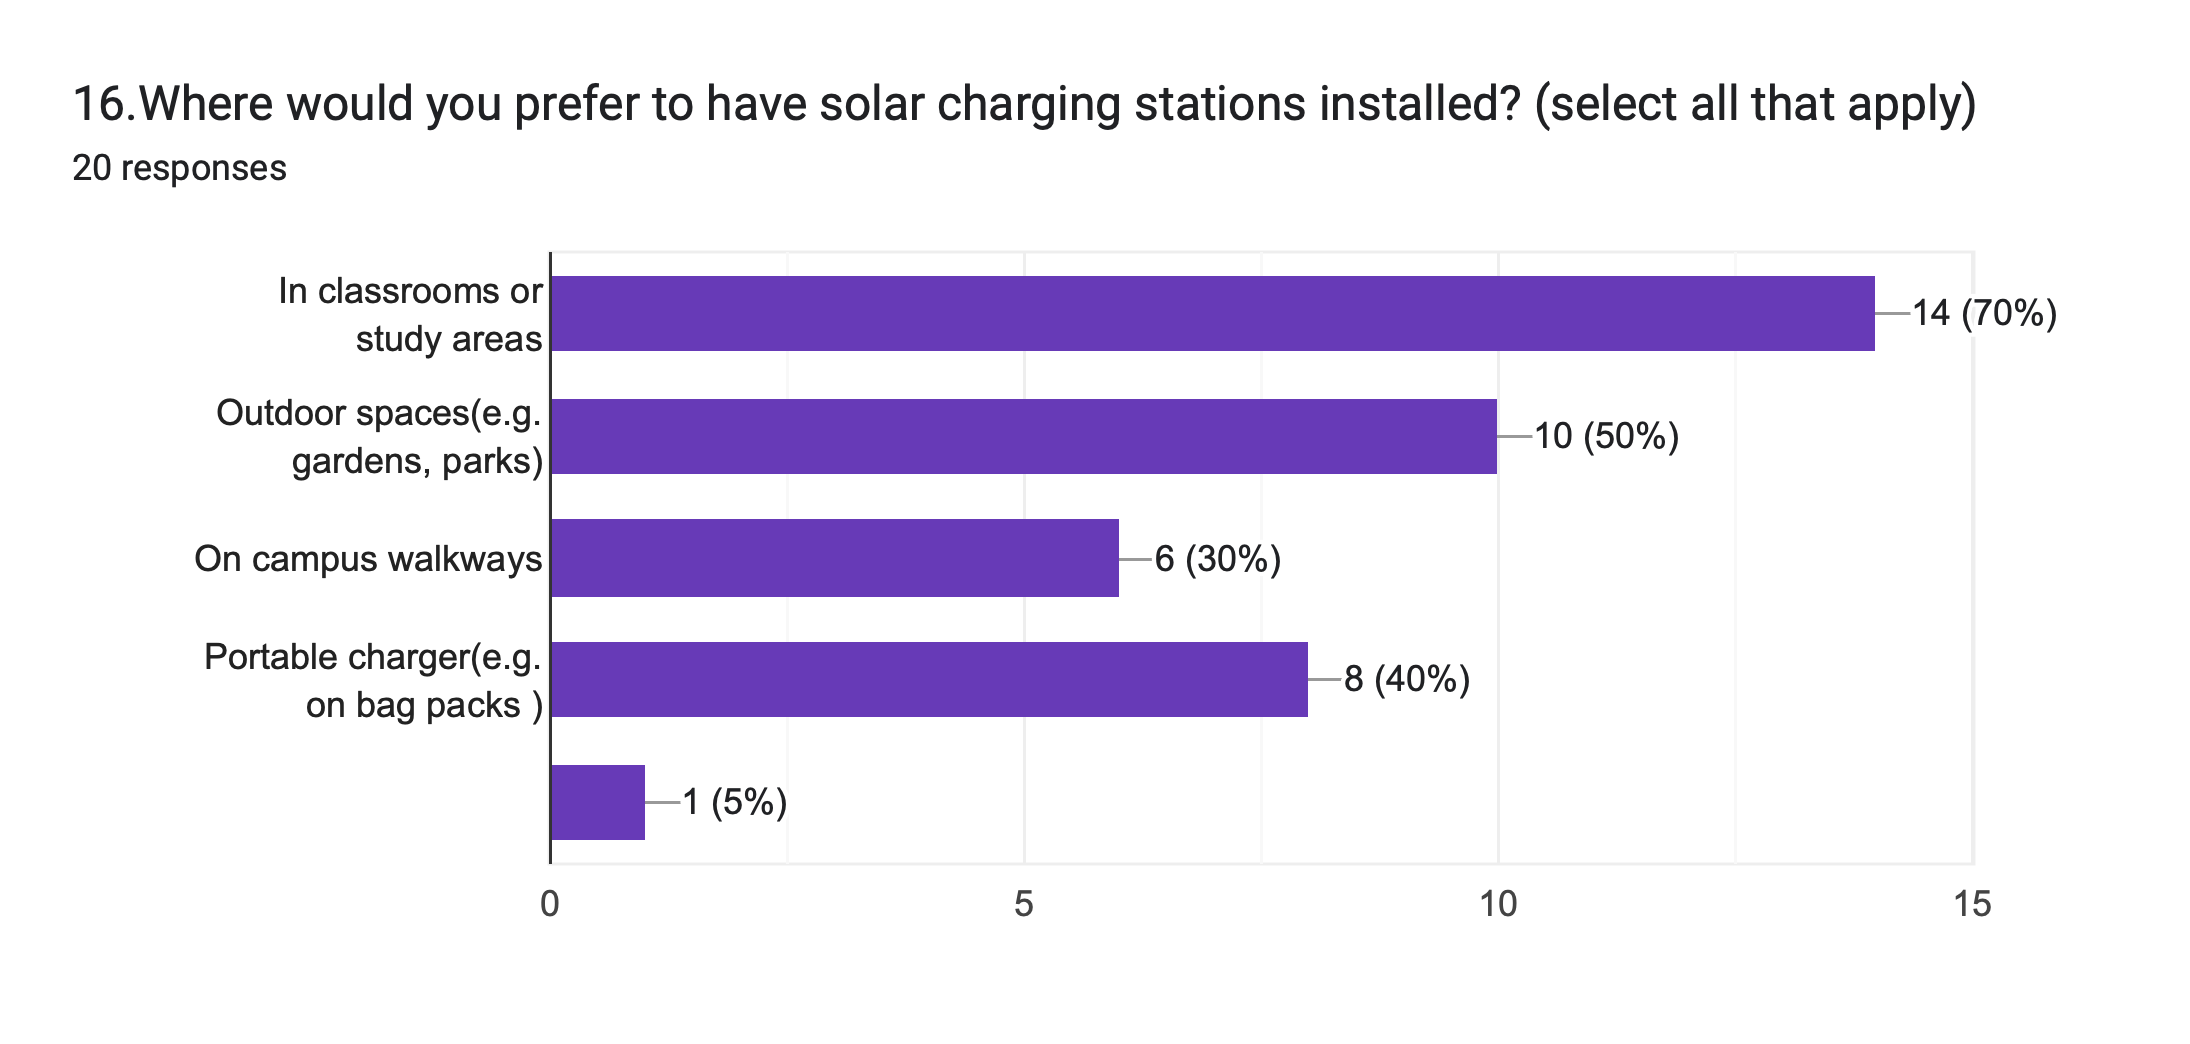 16.Where would you prefer to have solar charging stations installed? (select all that apply)
20 responses
In classrooms or
study areas
14 (70%)
Outdoor spaces(e.g.
gardens, parks)
10 (50%)
On campus walkways
6 (30%)
Portable charger(e.g.
on bag packs )
8 (40%)
1 (5%)
0 5 10 15